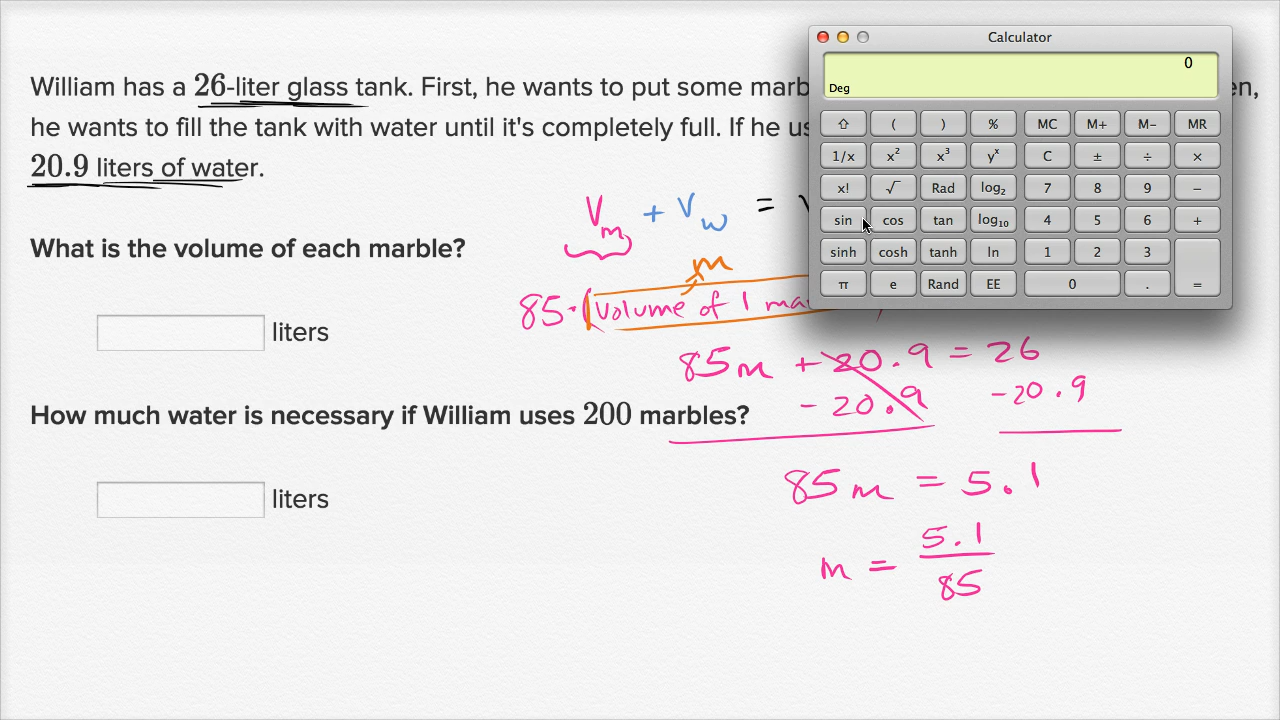 William has a 26-liter glass tank. First, he wants to put some marb
en,
he wants to fill the tank with water until it's completely full. If he us
20.9 liters of water.
Vm + Vw =
What is the volume of each marble?
m
85·(Volume of 1 ma
liters
85m + 20.9 = 26
- 20.9 -20.9
How much water is necessary if William uses 200 marbles?
85m = 5.1
liters
m = 5.1
85
Calculator
0
Deg
⇧ ( ) % MC M+ M− MR
1/x x² x³ yˣ C ± ÷ ×
x! √ Rad log₂ 7 8 9 −
sin cos tan log₁₀ 4 5 6 +
sinh cosh tanh ln 1 2 3
π e Rand EE 0 . =